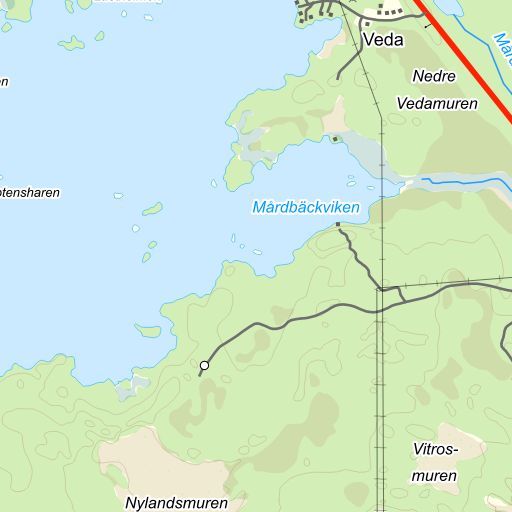 Veda
Nedre
Vedamuren
Mårdbäckviken
Vitros-
muren
Nylandsmuren